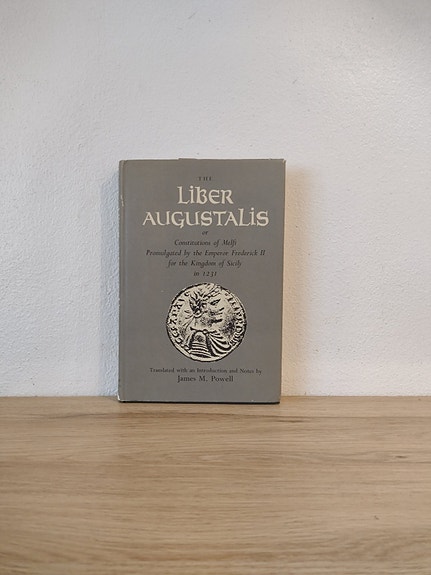 THE
LIBER
AUGUSTALIS
or
Constitutions of Melfi
Promulgated by the Emperor Frederick II
for the Kingdom of Sicily
in 1231
Translated with an Introduction and Notes by
James M. Powell